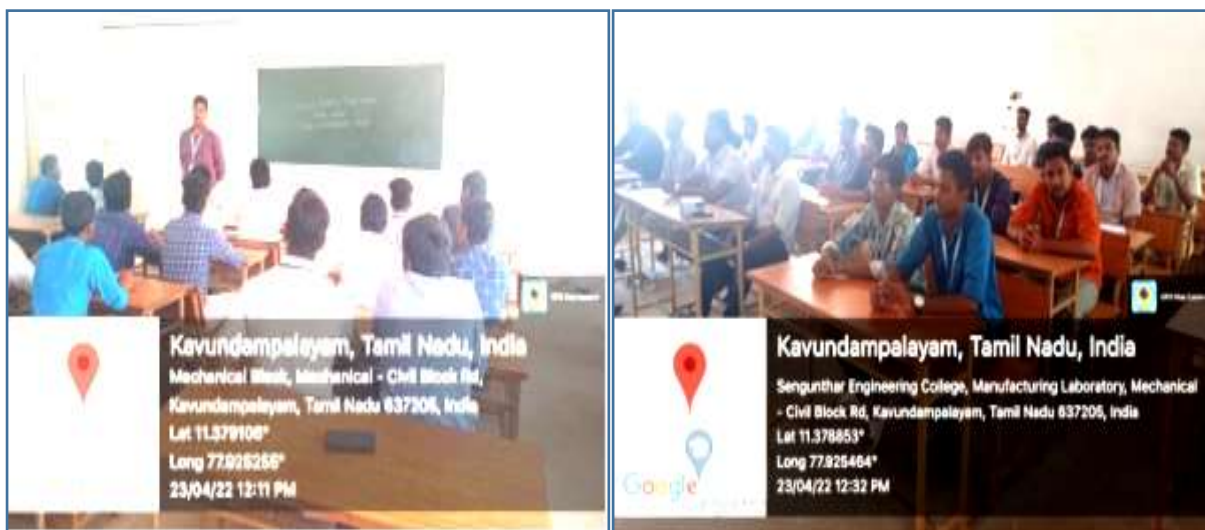 Kavundampalayam, Tamil Nadu, India
Mechanical Block, Mechanical - Civil Block Rd,
Kavundampalayam, Tamil Nadu 637205, India
Lat 11.379106°
Long 77.925255°
23/04/22 12:11 PM
Kavundampalayam, Tamil Nadu, India
Sengunthar Engineering College, Manufacturing Laboratory, Mechanical
- Civil Block Rd, Kavundampalayam, Tamil Nadu 637205, India
Lat 11.378853°
Long 77.925464°
23/04/22 12:32 PM
Google